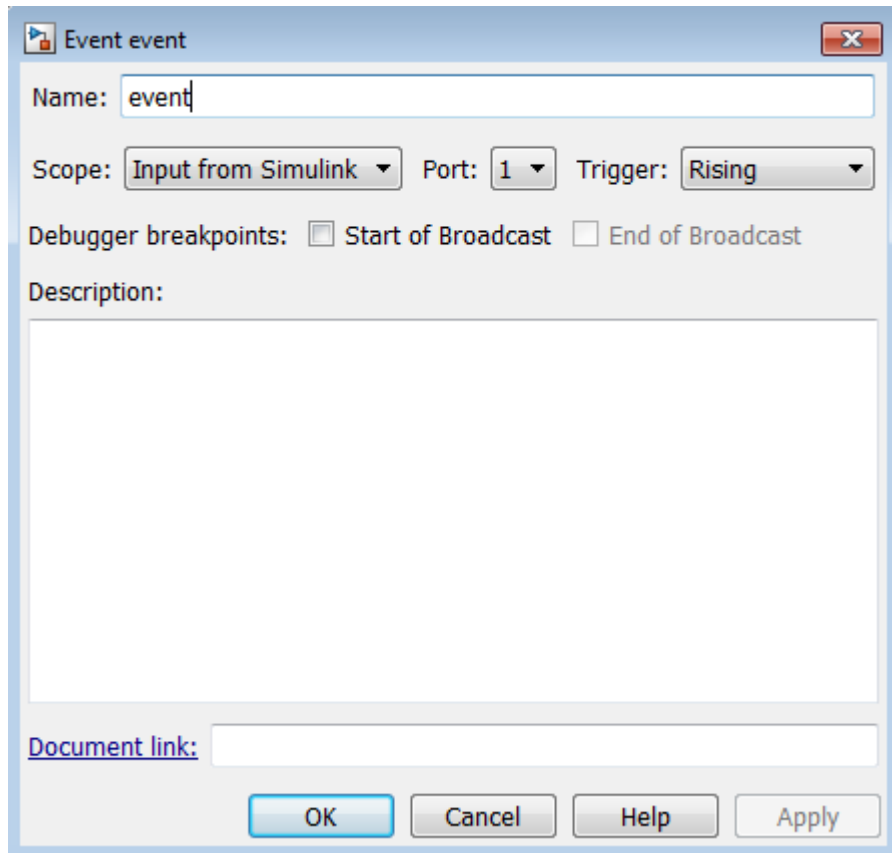 Event event
Name: event
Scope: Input from Simulink Port: 1 Trigger: Rising
Debugger breakpoints: Start of Broadcast End of Broadcast
Description:
Document link:
OK Cancel Help Apply